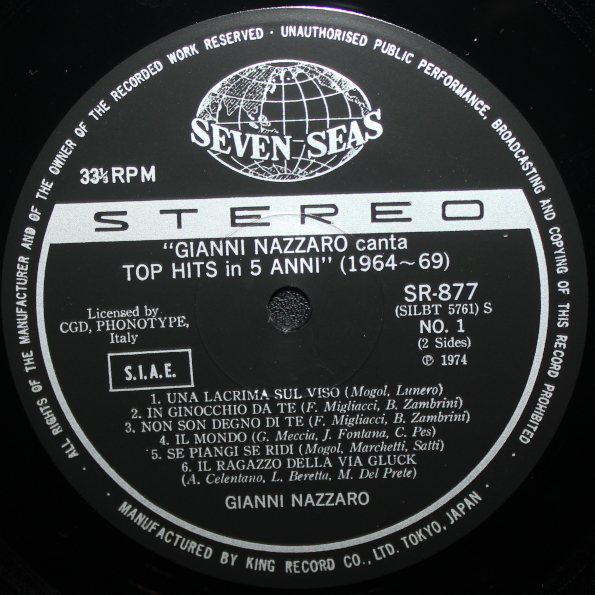 ALL RIGHTS OF THE MANUFACTURER AND OF THE OWNER OF THE RECORDED WORK RESERVED · UNAUTHORISED PUBLIC PERFORMANCE, BROADCASTING AND COPYING OF THIS RECORD PROHIBITED ·
SEVEN SEAS
33⅓ RPM
STEREO
"GIANNI NAZZARO canta
TOP HITS in 5 ANNI" (1964~69)
SR-877
(SILBT 5761) S
NO. 1
(2 Sides)
℗ 1974
Licensed by
CGD, PHONOTYPE,
Italy
S.I.A.E.
1. UNA LACRIMA SUL VISO (Mogol, Lunero)
2. IN GINOCCHIO DA TE (F. Migliacci, B. Zambrini)
3. NON SON DEGNO DI TE (F. Migliacci, B. Zambrini)
4. IL MONDO (G. Meccia, J. Fontana, C. Pes)
5. SE PIANGI SE RIDI (Mogol, Marchetti, Satti)
6. IL RAGAZZO DELLA VIA GLUCK
(A. Celentano, L. Beretta, M. Del Prete)
GIANNI NAZZARO
· MANUFACTURED BY KING RECORD CO., LTD. TOKYO, JAPAN ·